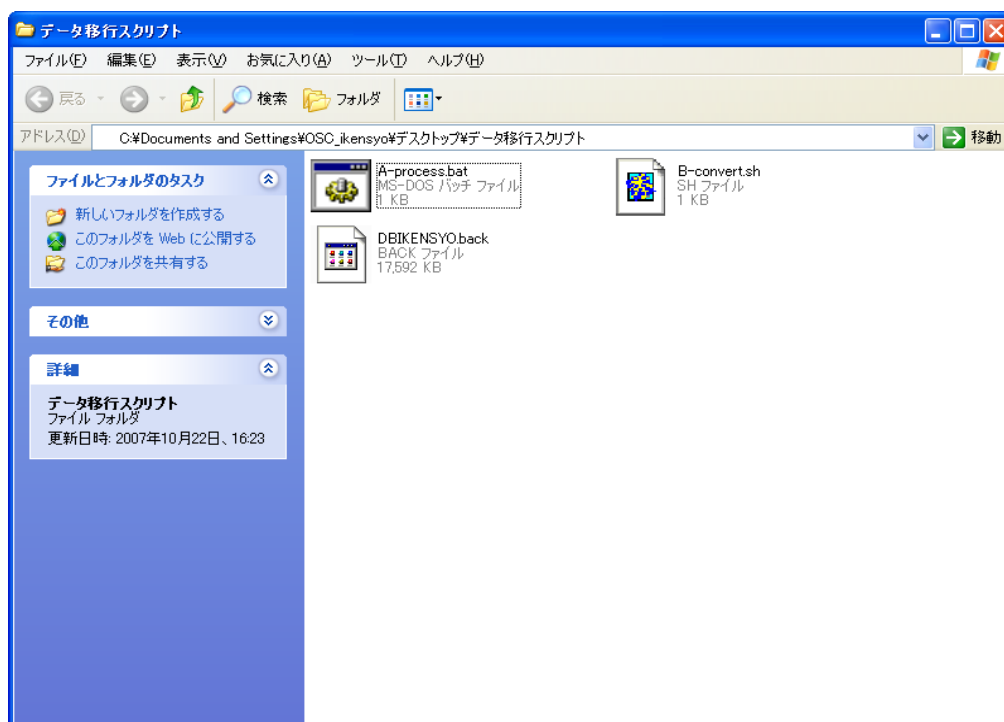 データ移行スクリプト
ファイル(F) 編集(E) 表示(V) お気に入り(A) ツール(T) ヘルプ(H)
戻る 検索 フォルダ
アドレス(D) C:¥Documents and Settings¥OSC_ikensyo¥デスクトップ¥データ移行スクリプト 移動
ファイルとフォルダのタスク
新しいフォルダを作成する
このフォルダを Web に公開する
このフォルダを共有する
その他
詳細
データ移行スクリプト
ファイル フォルダ
更新日時: 2007年10月22日、16:23
A-process.bat
MS-DOS バッチ ファイル
1 KB
B-convert.sh
SH ファイル
1 KB
DBIKENSYO.back
BACK ファイル
17,592 KB